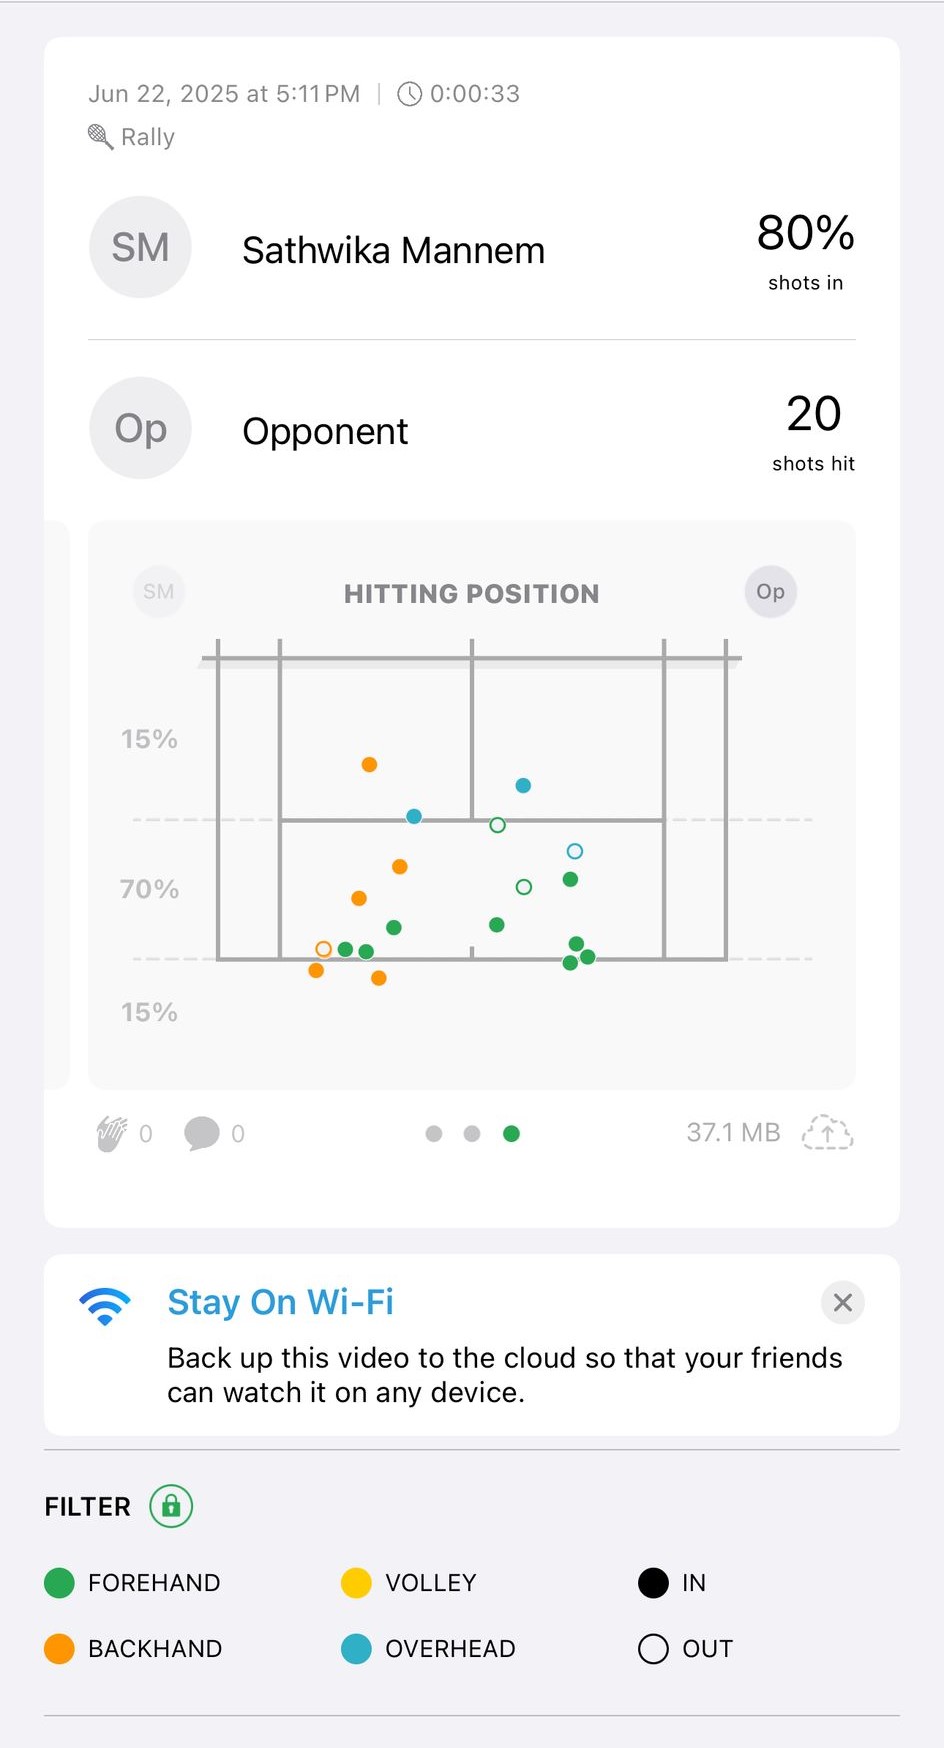 Jun 22, 2025 at 5:11 PM | 0:00:33
Rally
SM
Sathwika Mannem
80%
shots in
Op
Opponent
20
shots hit
SM
HITTING POSITION
Op
15%
70%
15%
0
0
37.1 MB
Stay On Wi-Fi
Back up this video to the cloud so that your friends
can watch it on any device.
FILTER
FOREHAND
VOLLEY
IN
BACKHAND
OVERHEAD
OUT